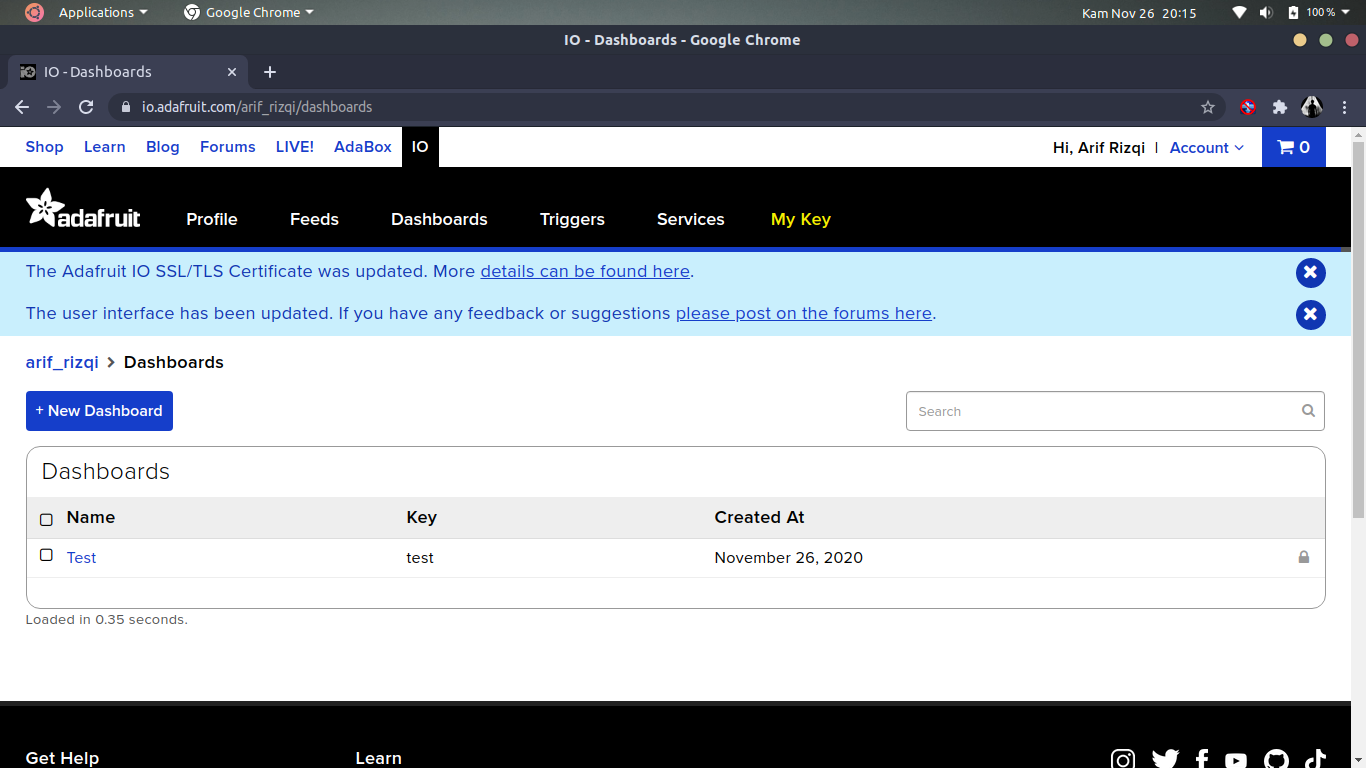 Applications Google Chrome Kam Nov 26 20:15 100 %
IO - Dashboards - Google Chrome
IO - Dashboards
io.adafruit.com/arif_rizqi/dashboards
Shop Learn Blog Forums LIVE! AdaBox IO Hi, Arif Rizqi | Account 0
adafruit Profile Feeds Dashboards Triggers Services My Key
The Adafruit IO SSL/TLS Certificate was updated. More details can be found here.
The user interface has been updated. If you have any feedback or suggestions please post on the forums here.
arif_rizqi > Dashboards
+ New Dashboard Search
Dashboards
Name Key Created At
Test test November 26, 2020
Loaded in 0.35 seconds.
Get Help Learn